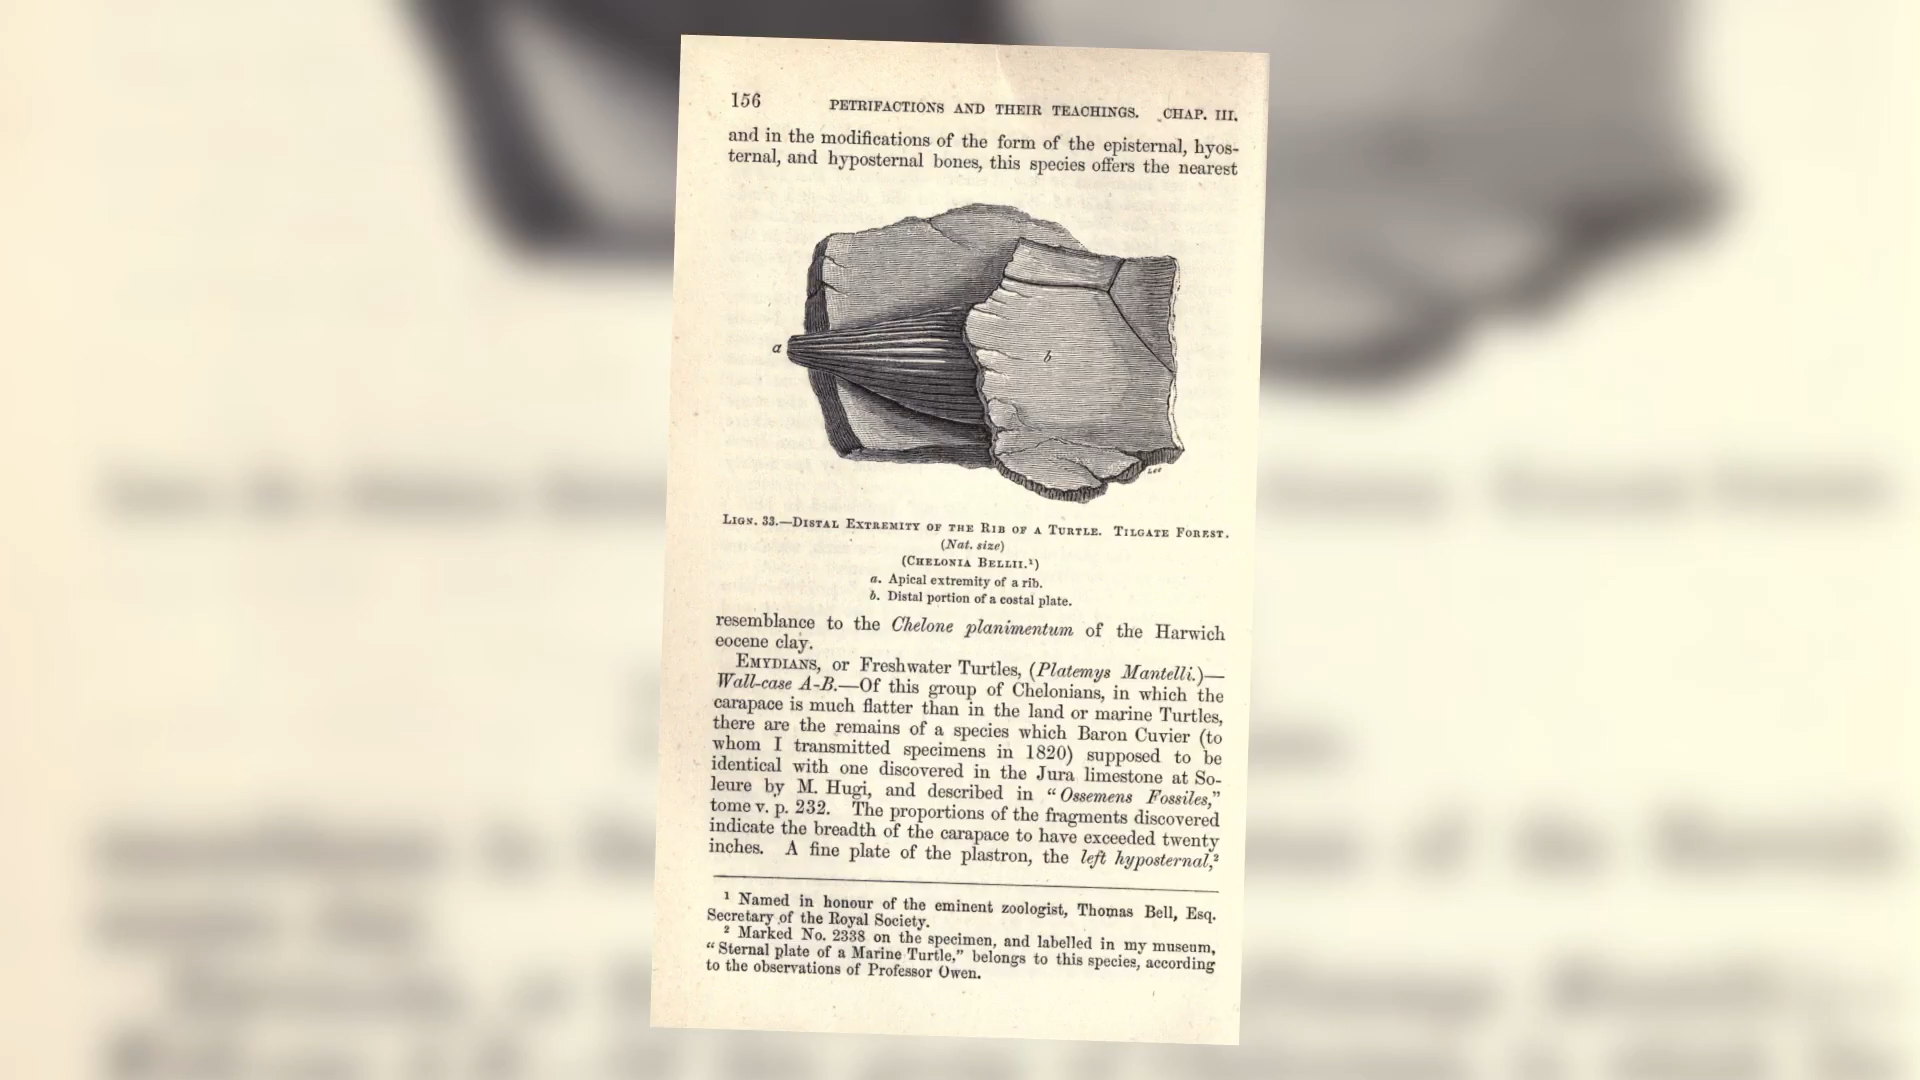 156 PETRIFACTIONS AND THEIR TEACHINGS. CHAP. III.
and in the modifications of the form of the episternal, hyos-
ternal, and hyposternal bones, this species offers the nearest
a
b
Lee
Lign. 33.—Distal Extremity of the Rib of a Turtle. Tilgate Forest.
(Nat. size)
(Chelonia Bellii.¹)
a. Apical extremity of a rib.
b. Distal portion of a costal plate.
resemblance to the Chelone planimentum of the Harwich
eocene clay.
Emydians, or Freshwater Turtles, (Platemys Mantelli.)—
Wall-case A-B.—Of this group of Chelonians, in which the
carapace is much flatter than in the land or marine Turtles,
there are the remains of a species which Baron Cuvier (to
whom I transmitted specimens in 1820) supposed to be
identical with one discovered in the Jura limestone at So-
leure by M. Hugi, and described in “Ossemens Fossiles,”
tome v. p. 232. The proportions of the fragments discovered
indicate the breadth of the carapace to have exceeded twenty
inches. A fine plate of the plastron, the left hyposternal,²
¹ Named in honour of the eminent zoologist, Thomas Bell, Esq.
Secretary of the Royal Society.
² Marked No. 2338 on the specimen, and labelled in my museum,
“Sternal plate of a Marine Turtle,” belongs to this species, according
to the observations of Professor Owen.